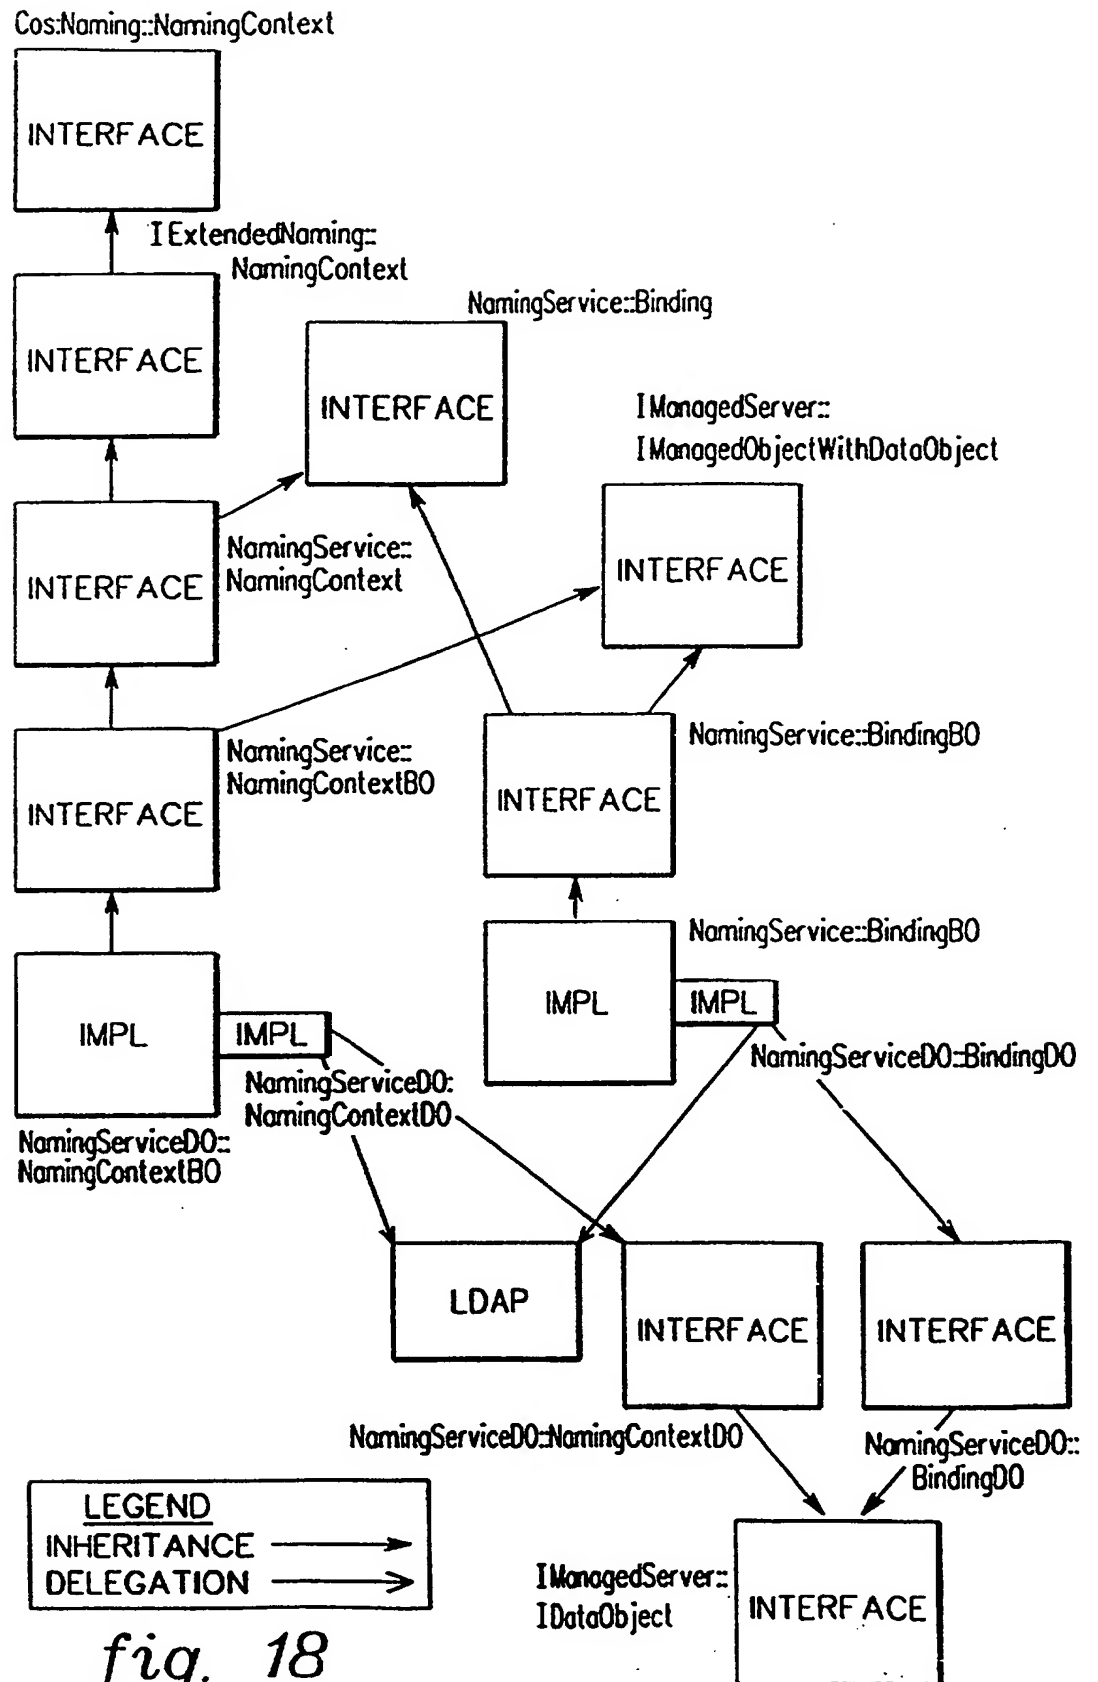 Cos:Naming::NamingContext
INTERFACE
IExtendedNaming::
NamingContext
INTERFACE
NamingService::Binding
INTERFACE
IManagedServer::
IManagedObjectWithDataObject
INTERFACE
NamingService::
NamingContext
INTERFACE
NamingService::
NamingContextBO
INTERFACE
NamingService::BindingBO
INTERFACE
NamingService::BindingBO
IMPL
IMPL
IMPL
IMPL
NamingServiceDO::BindingDO
NamingServiceDO:
NamingContextDO
NamingServiceDO::
NamingContextBO
LDAP
INTERFACE
INTERFACE
NamingServiceDO::NamingContextDO
NamingServiceDO::
BindingDO
LEGEND
INHERITANCE
DELEGATION
IManagedServer::
IDataObject
INTERFACE
fig. 18